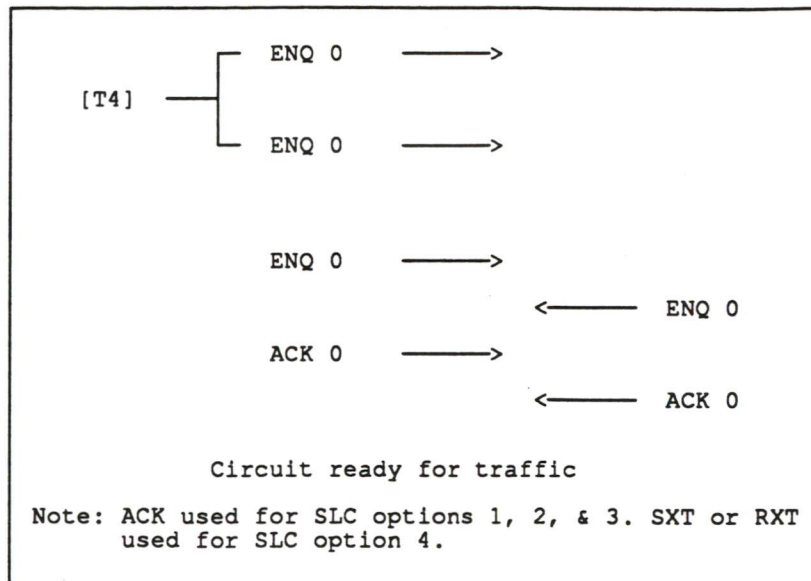 ENQ 0
[T4]
ENQ 0
ENQ 0
ENQ 0
ACK 0
ACK 0
Circuit ready for traffic
Note: ACK used for SLC options 1, 2, & 3. SXT or RXT
used for SLC option 4.